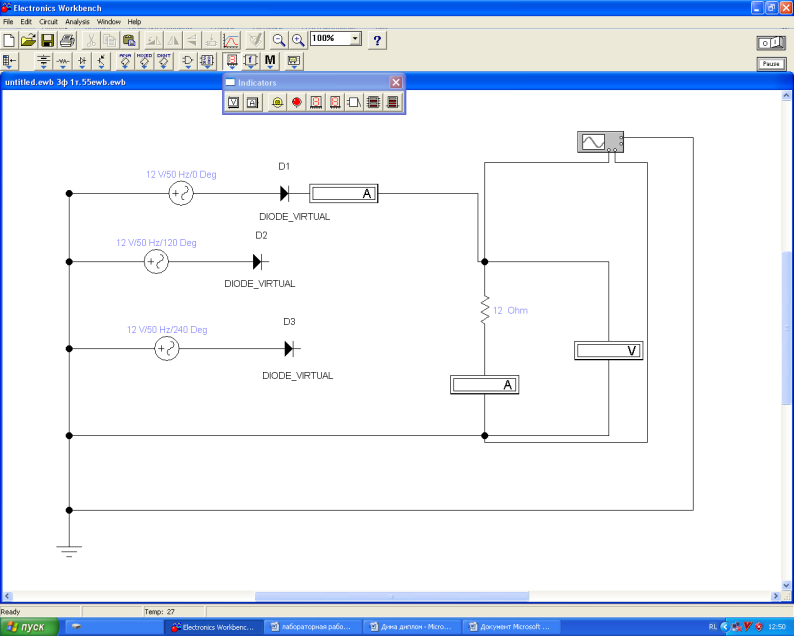 Electronics Workbench
File Edit Circuit Analysis Window Help
100%
?
M
Pause
untitled.ewb 3ф 1т.55ewb.ewb
Indicators
12 V/50 Hz/0 Deg
D1
A
DIODE_VIRTUAL
12 V/50 Hz/120 Deg
D2
DIODE_VIRTUAL
12 Ohm
12 V/50 Hz/240 Deg
D3
V
DIODE_VIRTUAL
A
Ready
Temp: 27
пуск
Electronics Workbenc...
лабораторная рабо...
Дима диплом - Micro...
Документ Microsoft ...
RL
12:50